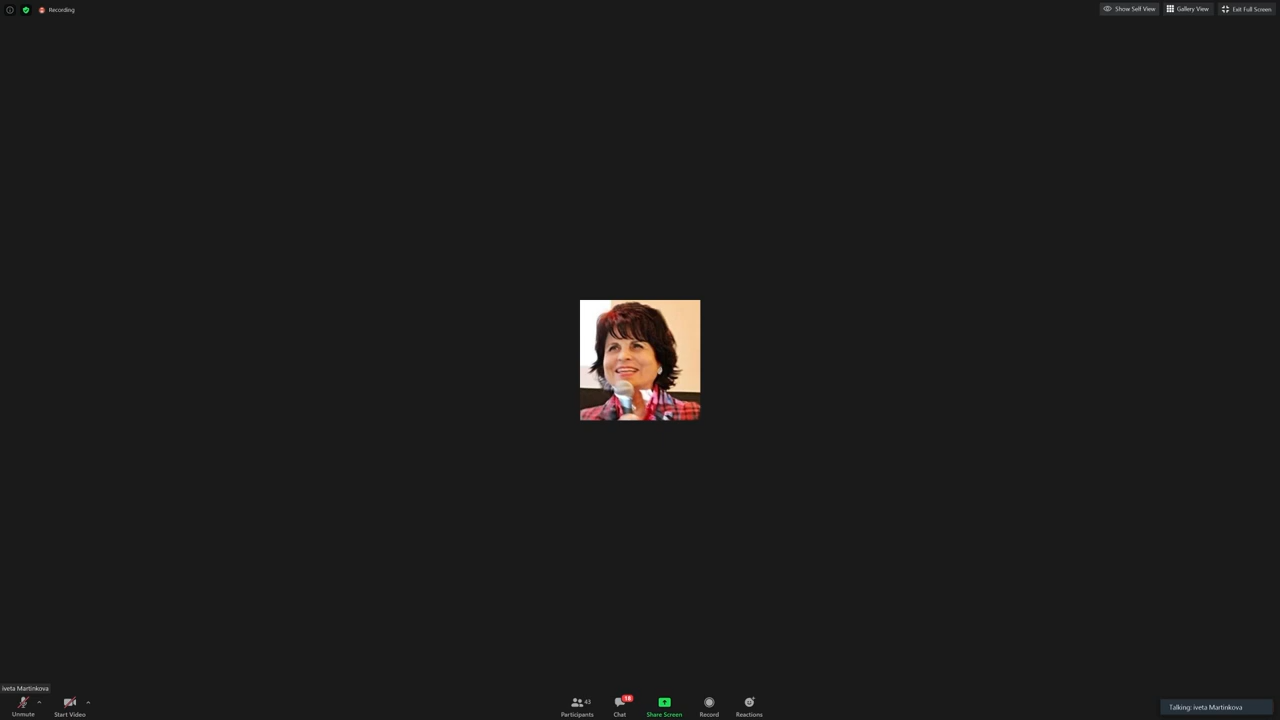 Recording
Show Self View
Gallery View
Exit Full Screen
iveta Martinkova
Unmute
Start Video
Participants
43
Chat
18
Share Screen
Record
Reactions
Talking: iveta Martinkova